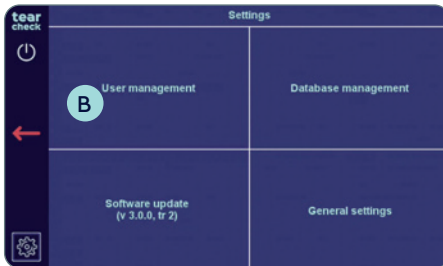 tear
check
Settings
User management
B
Database management
Software update
(v 3.0.0, tr 2)
General settings